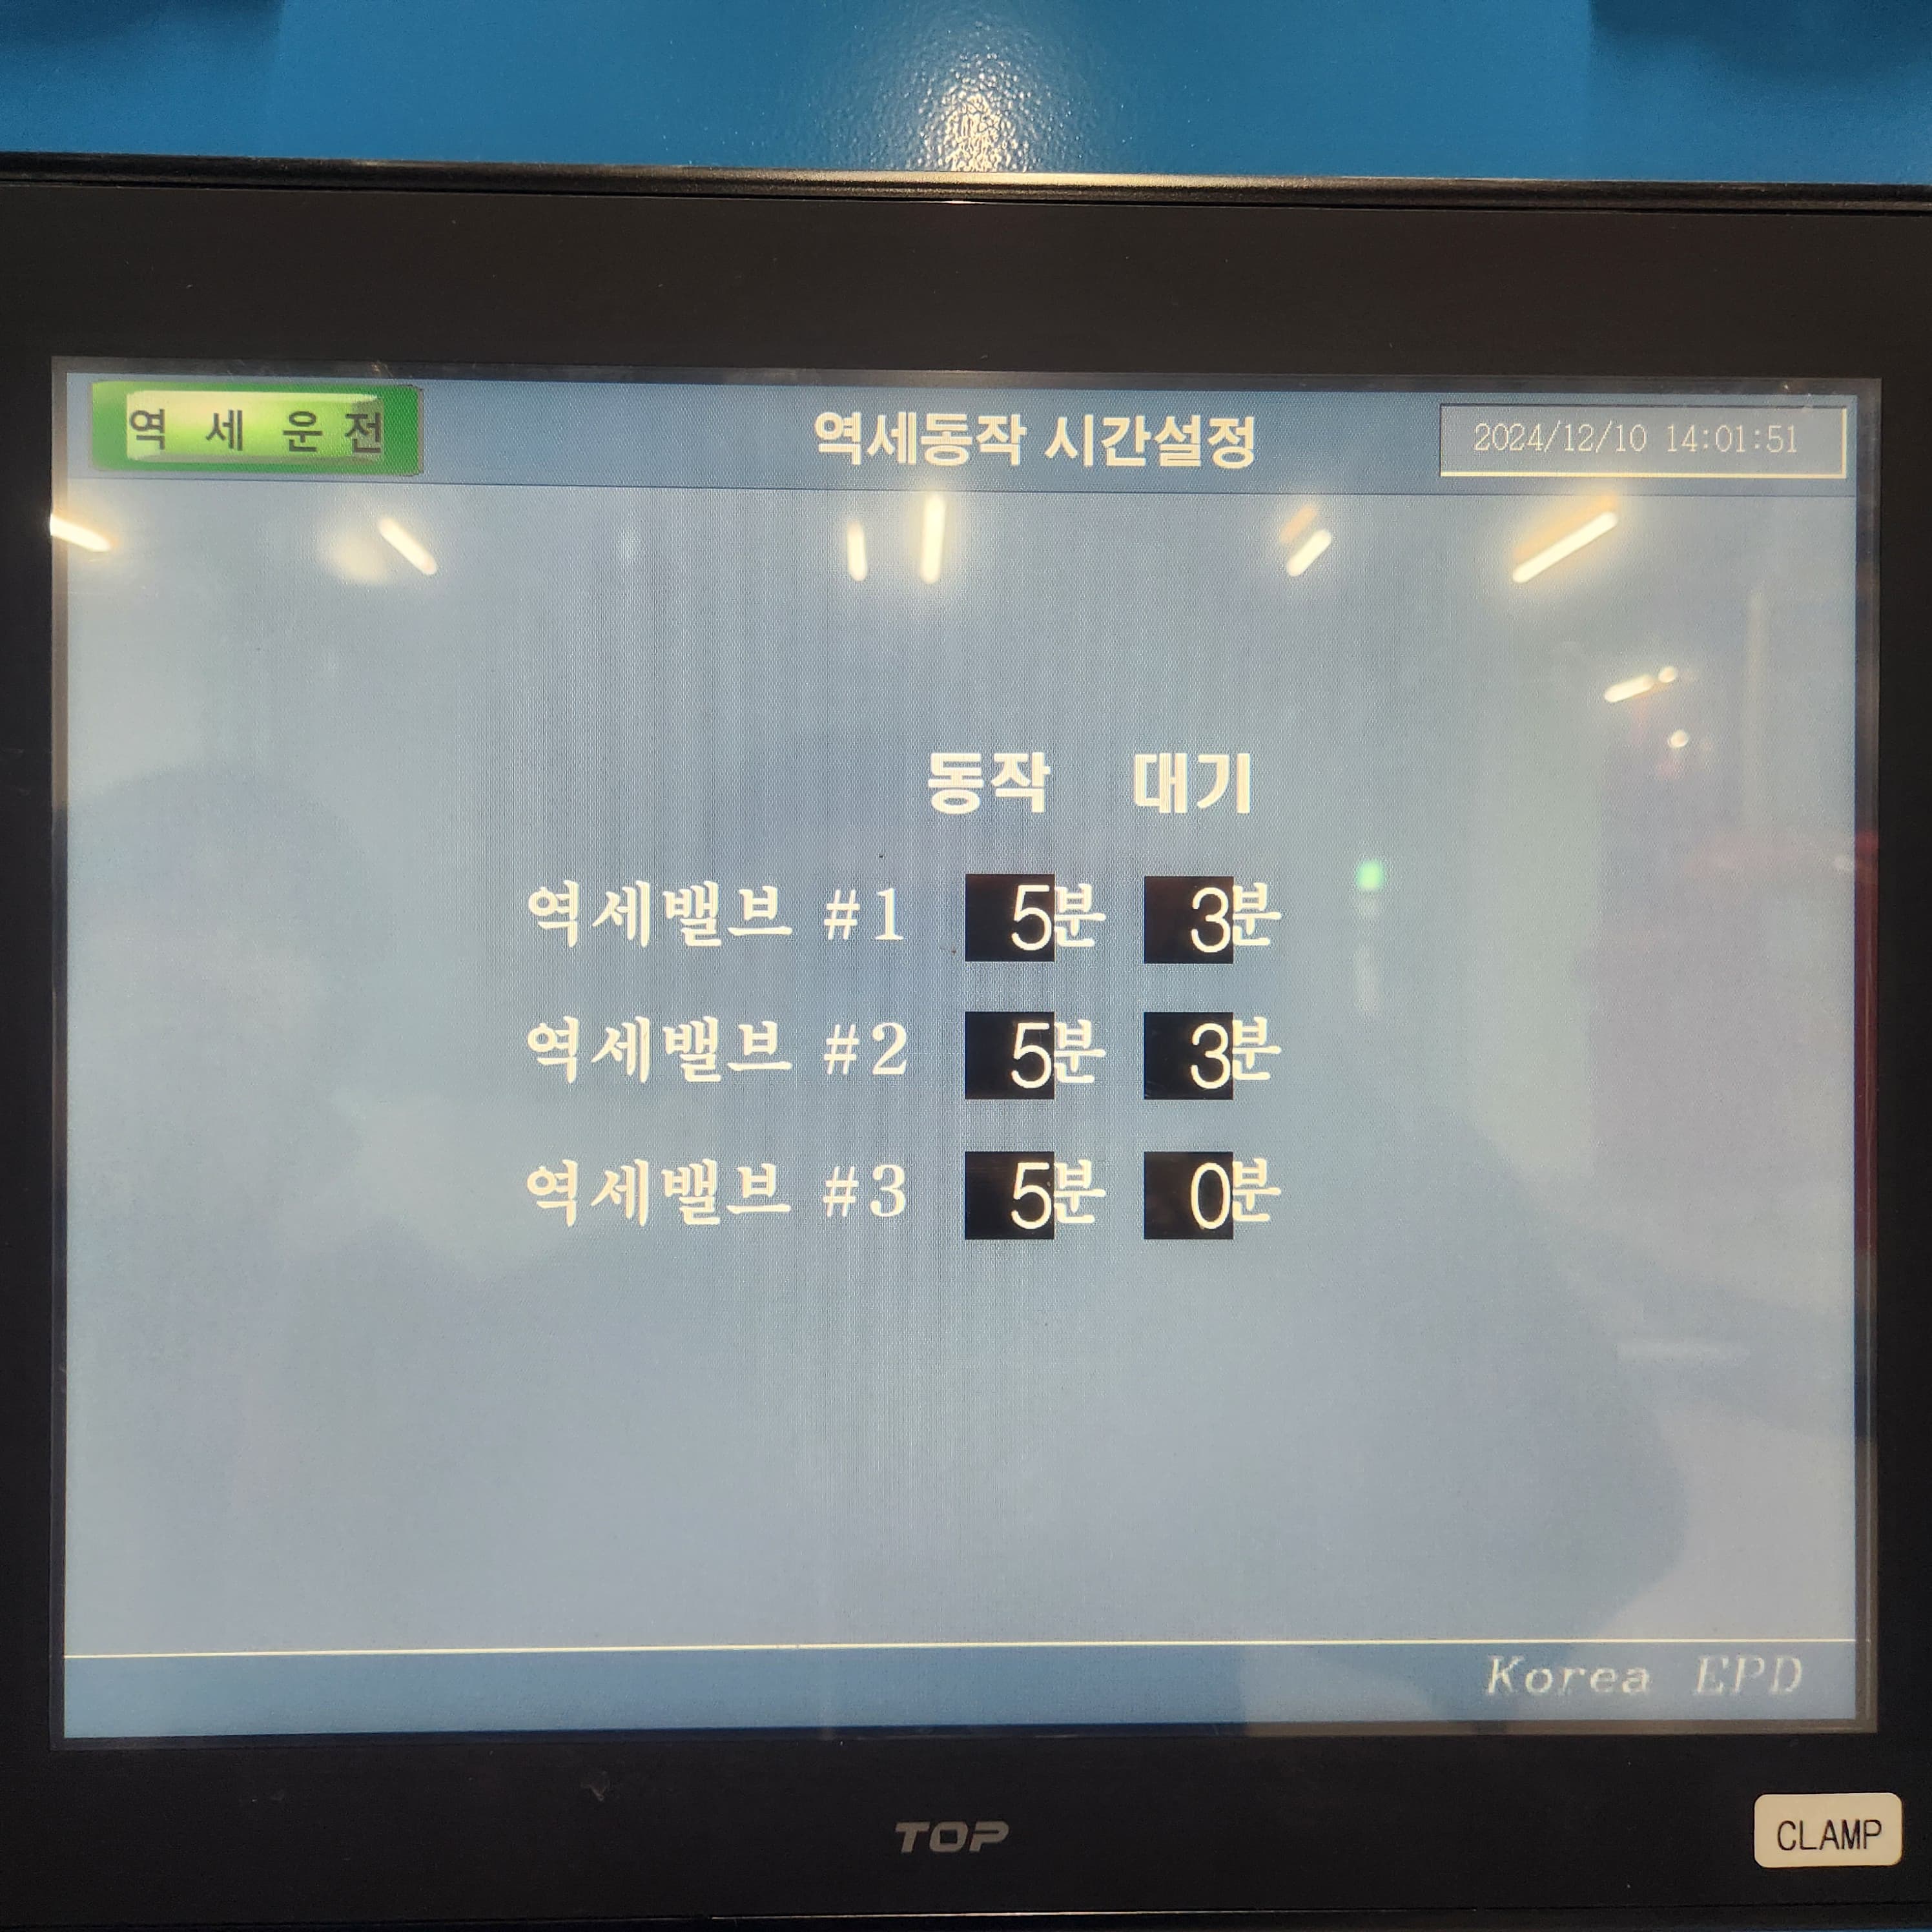 역 세 운 전
역세동작 시간설정
2024/12/10 14:01:51
동작 대기
역세밸브 #1 5분 3분
역세밸브 #2 5분 3분
역세밸브 #3 5분 0분
Korea EPD
TOP
CLAMP